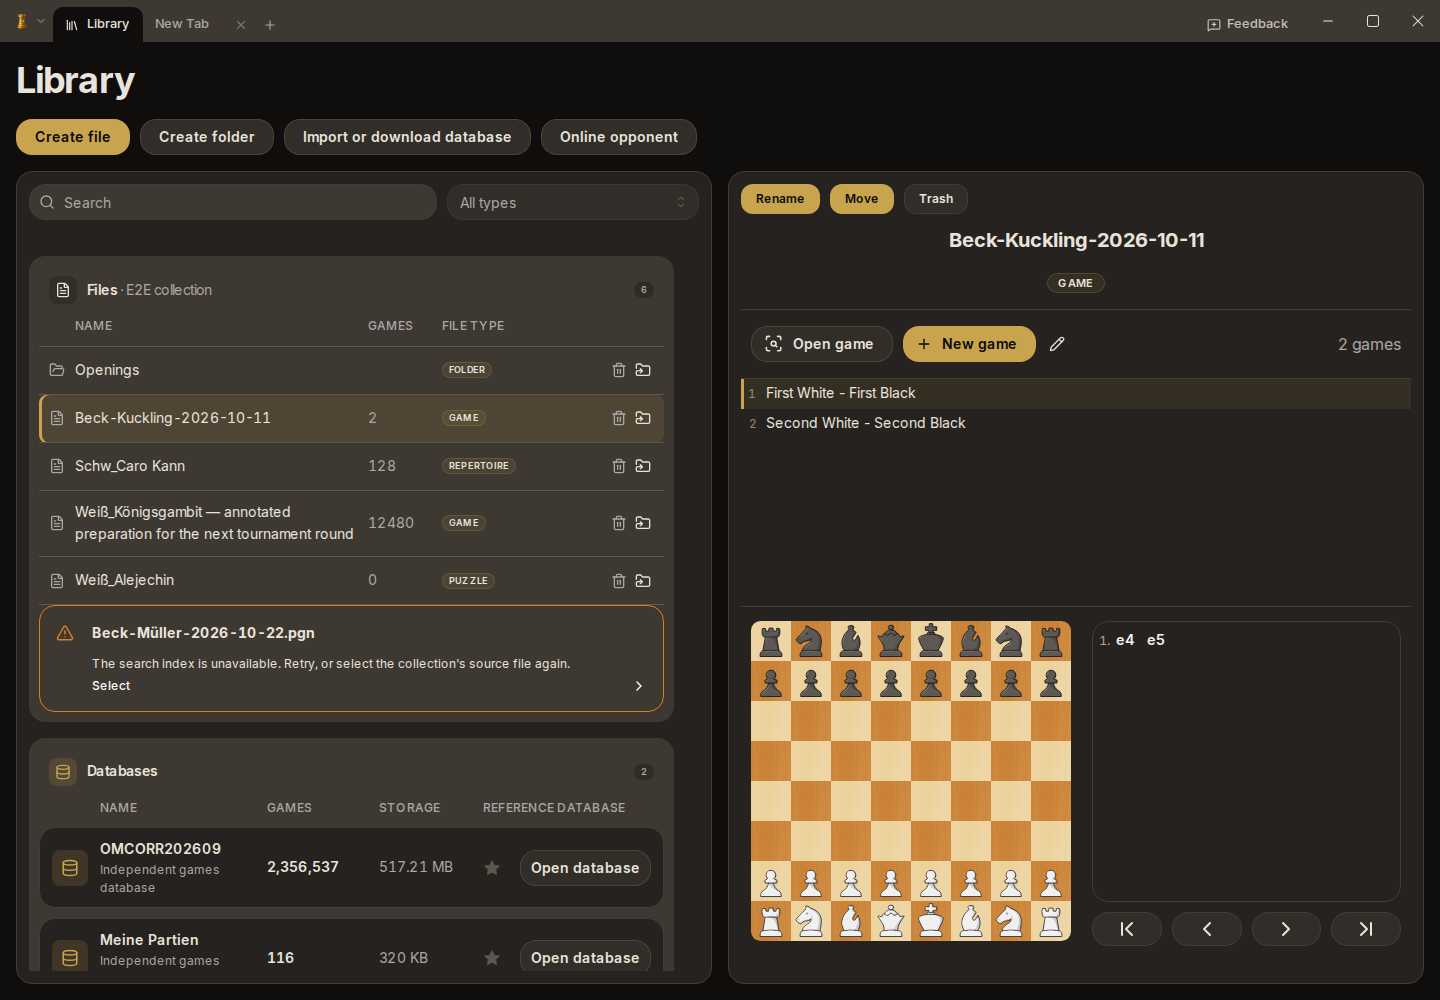 Library
New Tab
Feedback
Library
Create file
Create folder
Import or download database
Online opponent
Search
All types
Files · E2E collection
6
NAME
GAMES
FILE TYPE
Openings
FOLDER
Beck-Kuckling-2026-10-11
2
GAME
Schw_Caro Kann
128
REPERTOIRE
Weiß_Königsgambit — annotated
preparation for the next tournament round
12480
GAME
Weiß_Alejechin
0
PUZZLE
Beck-Müller-2026-10-22.pgn
The search index is unavailable. Retry, or select the collection's source file again.
Select
Databases
2
NAME
GAMES
STORAGE
REFERENCE DATABASE
OMCORR202609
Independent games
database
2,356,537
517.21 MB
Open database
Meine Partien
Independent games
116
320 KB
Open database
Rename
Move
Trash
Beck-Kuckling-2026-10-11
GAME
Open game
New game
2 games
1 First White - First Black
2 Second White - Second Black
1. e4 e5